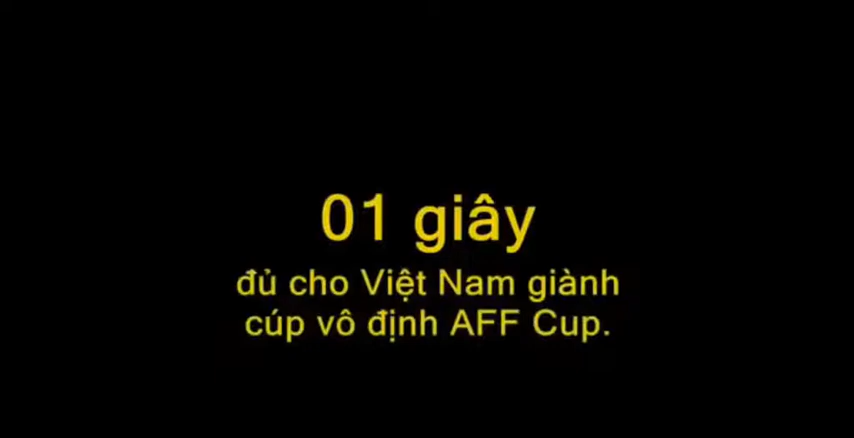 01 giây
đủ cho Việt Nam giành
cúp vô định AFF Cup.